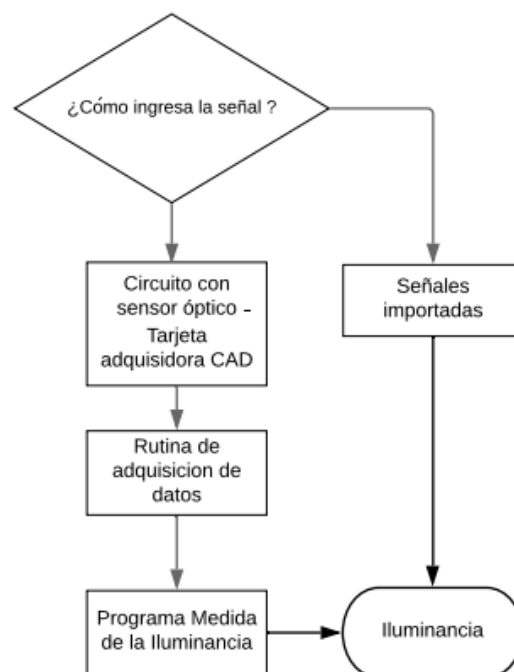 ¿Cómo ingresa la señal ?
Circuito con
sensor óptico -
Tarjeta
adquisidora CAD
Señales
importadas
Rutina de
adquisicion de
datos
Programa Medida
de la Iluminancia
Iluminancia